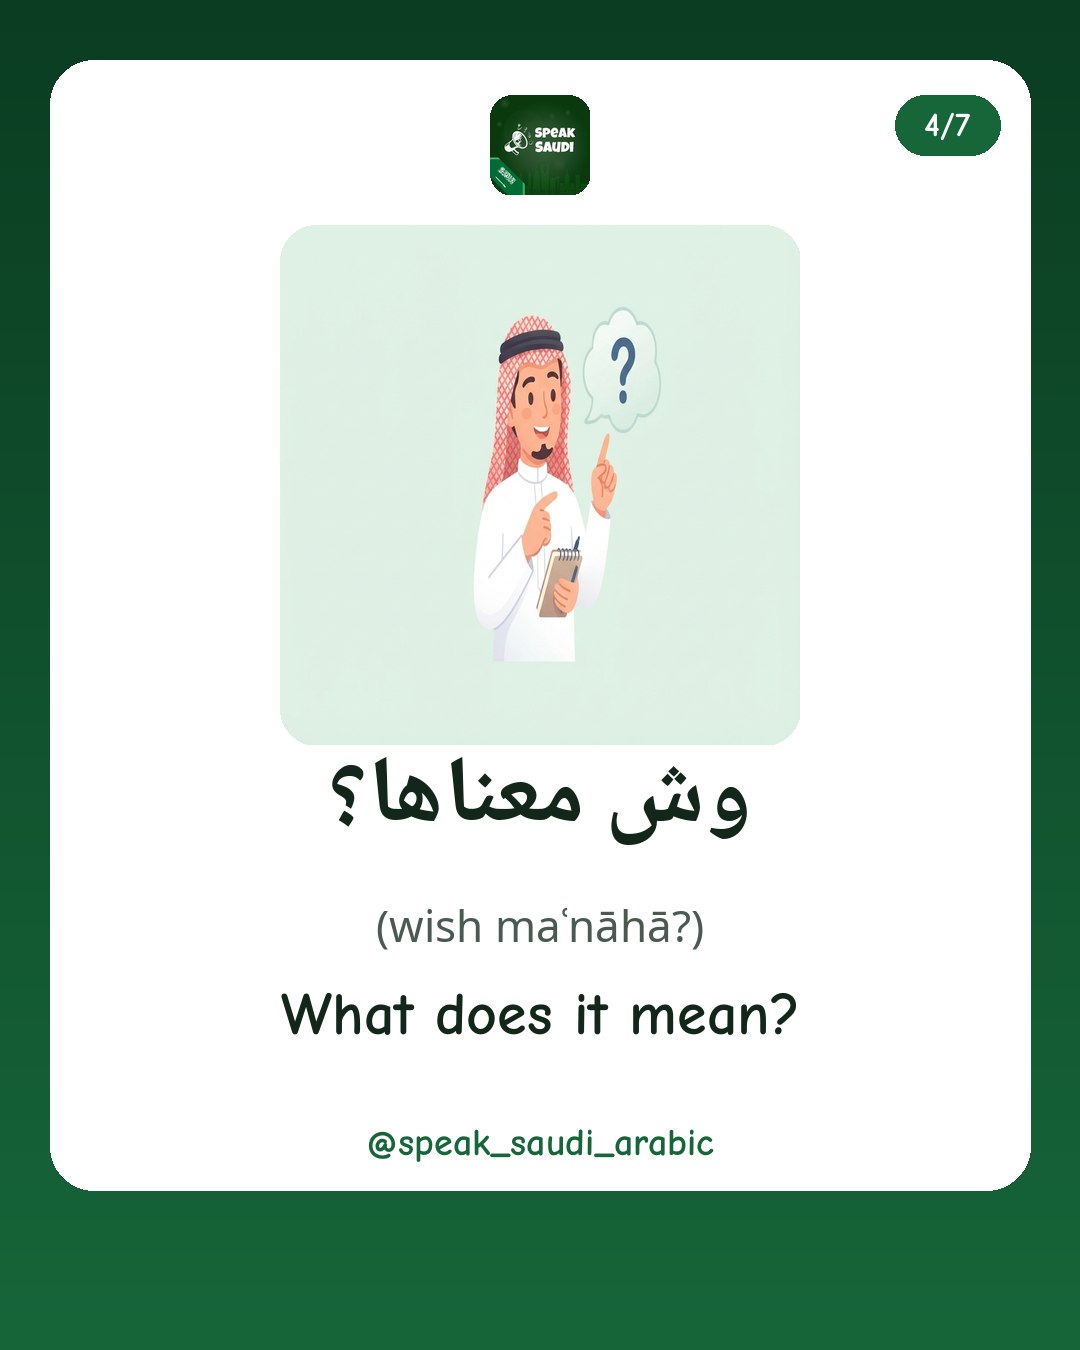 SPEAK
SAUDI
4/7
?
وش معناها؟
(wish maʿnāhā?)
What does it mean?
@speak_saudi_arabic